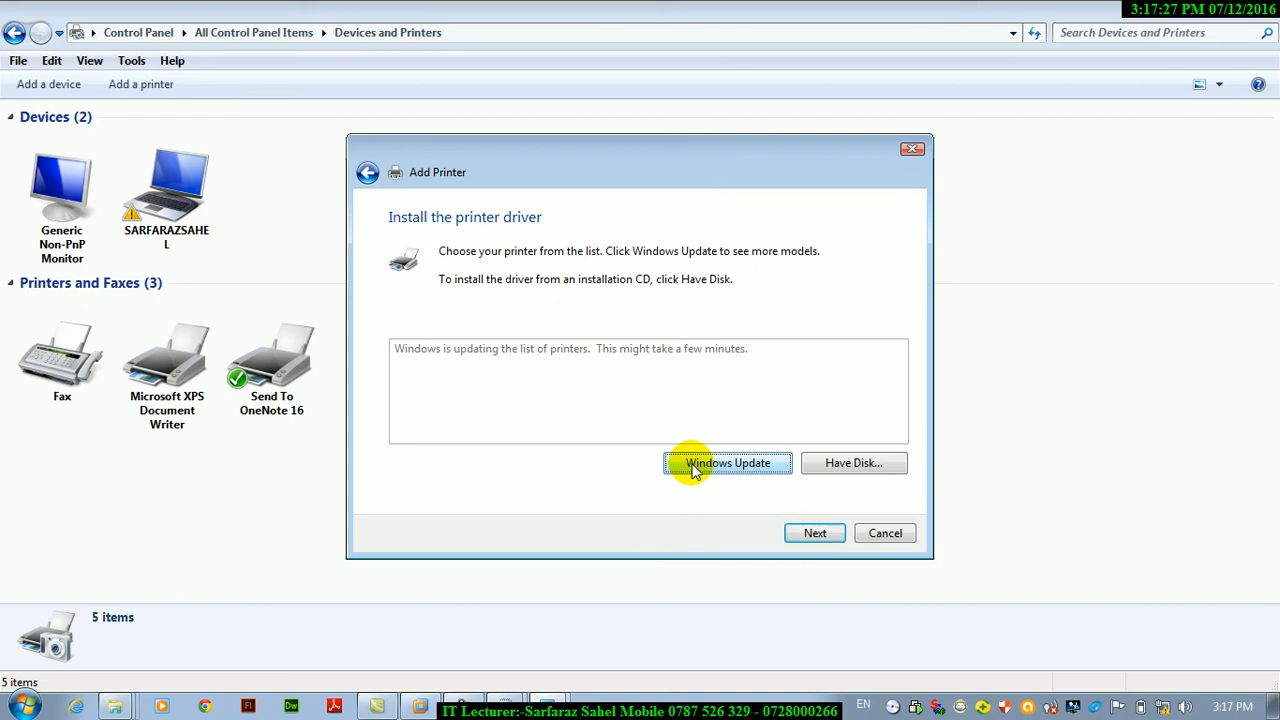 3:17:27 PM 07/12/2016
Control Panel All Control Panel Items Devices and Printers
Search Devices and Printers
File Edit View Tools Help
Add a device Add a printer
Devices (2)
Generic Non-PnP Monitor
SARFARAZSAHEL
Printers and Faxes (3)
Fax
Microsoft XPS Document Writer
Send To OneNote 16
Add Printer
Install the printer driver
Choose your printer from the list. Click Windows Update to see more models.
To install the driver from an installation CD, click Have Disk.
Windows is updating the list of printers. This might take a few minutes.
Windows Update Have Disk...
Next Cancel
5 items
5 items
EN
3:17 PM
IT Lecturer:-Sarfaraz Sahel Mobile 0787 526 329 - 0728000266